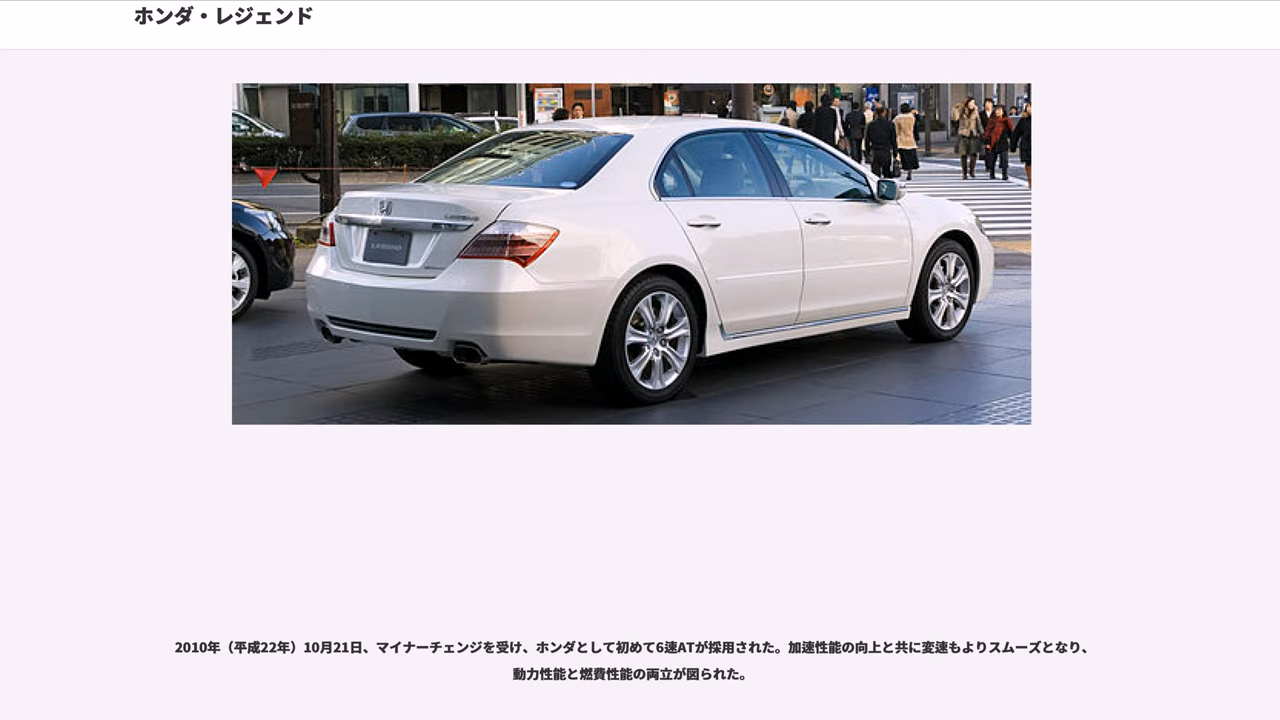 ホンダ・レジェンド
LEGEND
2010年（平成22年）10月21日、マイナーチェンジを受け、ホンダとして初めて6速ATが採用された。加速性能の向上と共に変速もよりスムーズとなり、
動力性能と燃費性能の両立が図られた。